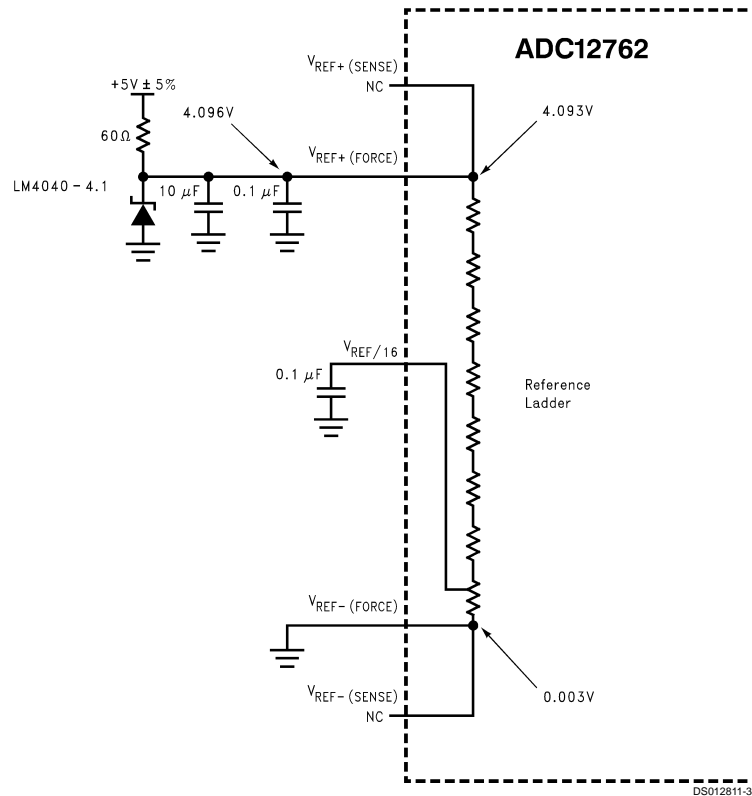 ADC12762
VREF+ (SENSE)
NC
+5V ± 5%
4.096V
4.093V
60Ω
VREF+ (FORCE)
LM4040 - 4.1
10 μF
0.1 μF
VREF/16
0.1 μF
Reference
Ladder
VREF- (FORCE)
VREF- (SENSE)
NC
0.003V
DS012811-3